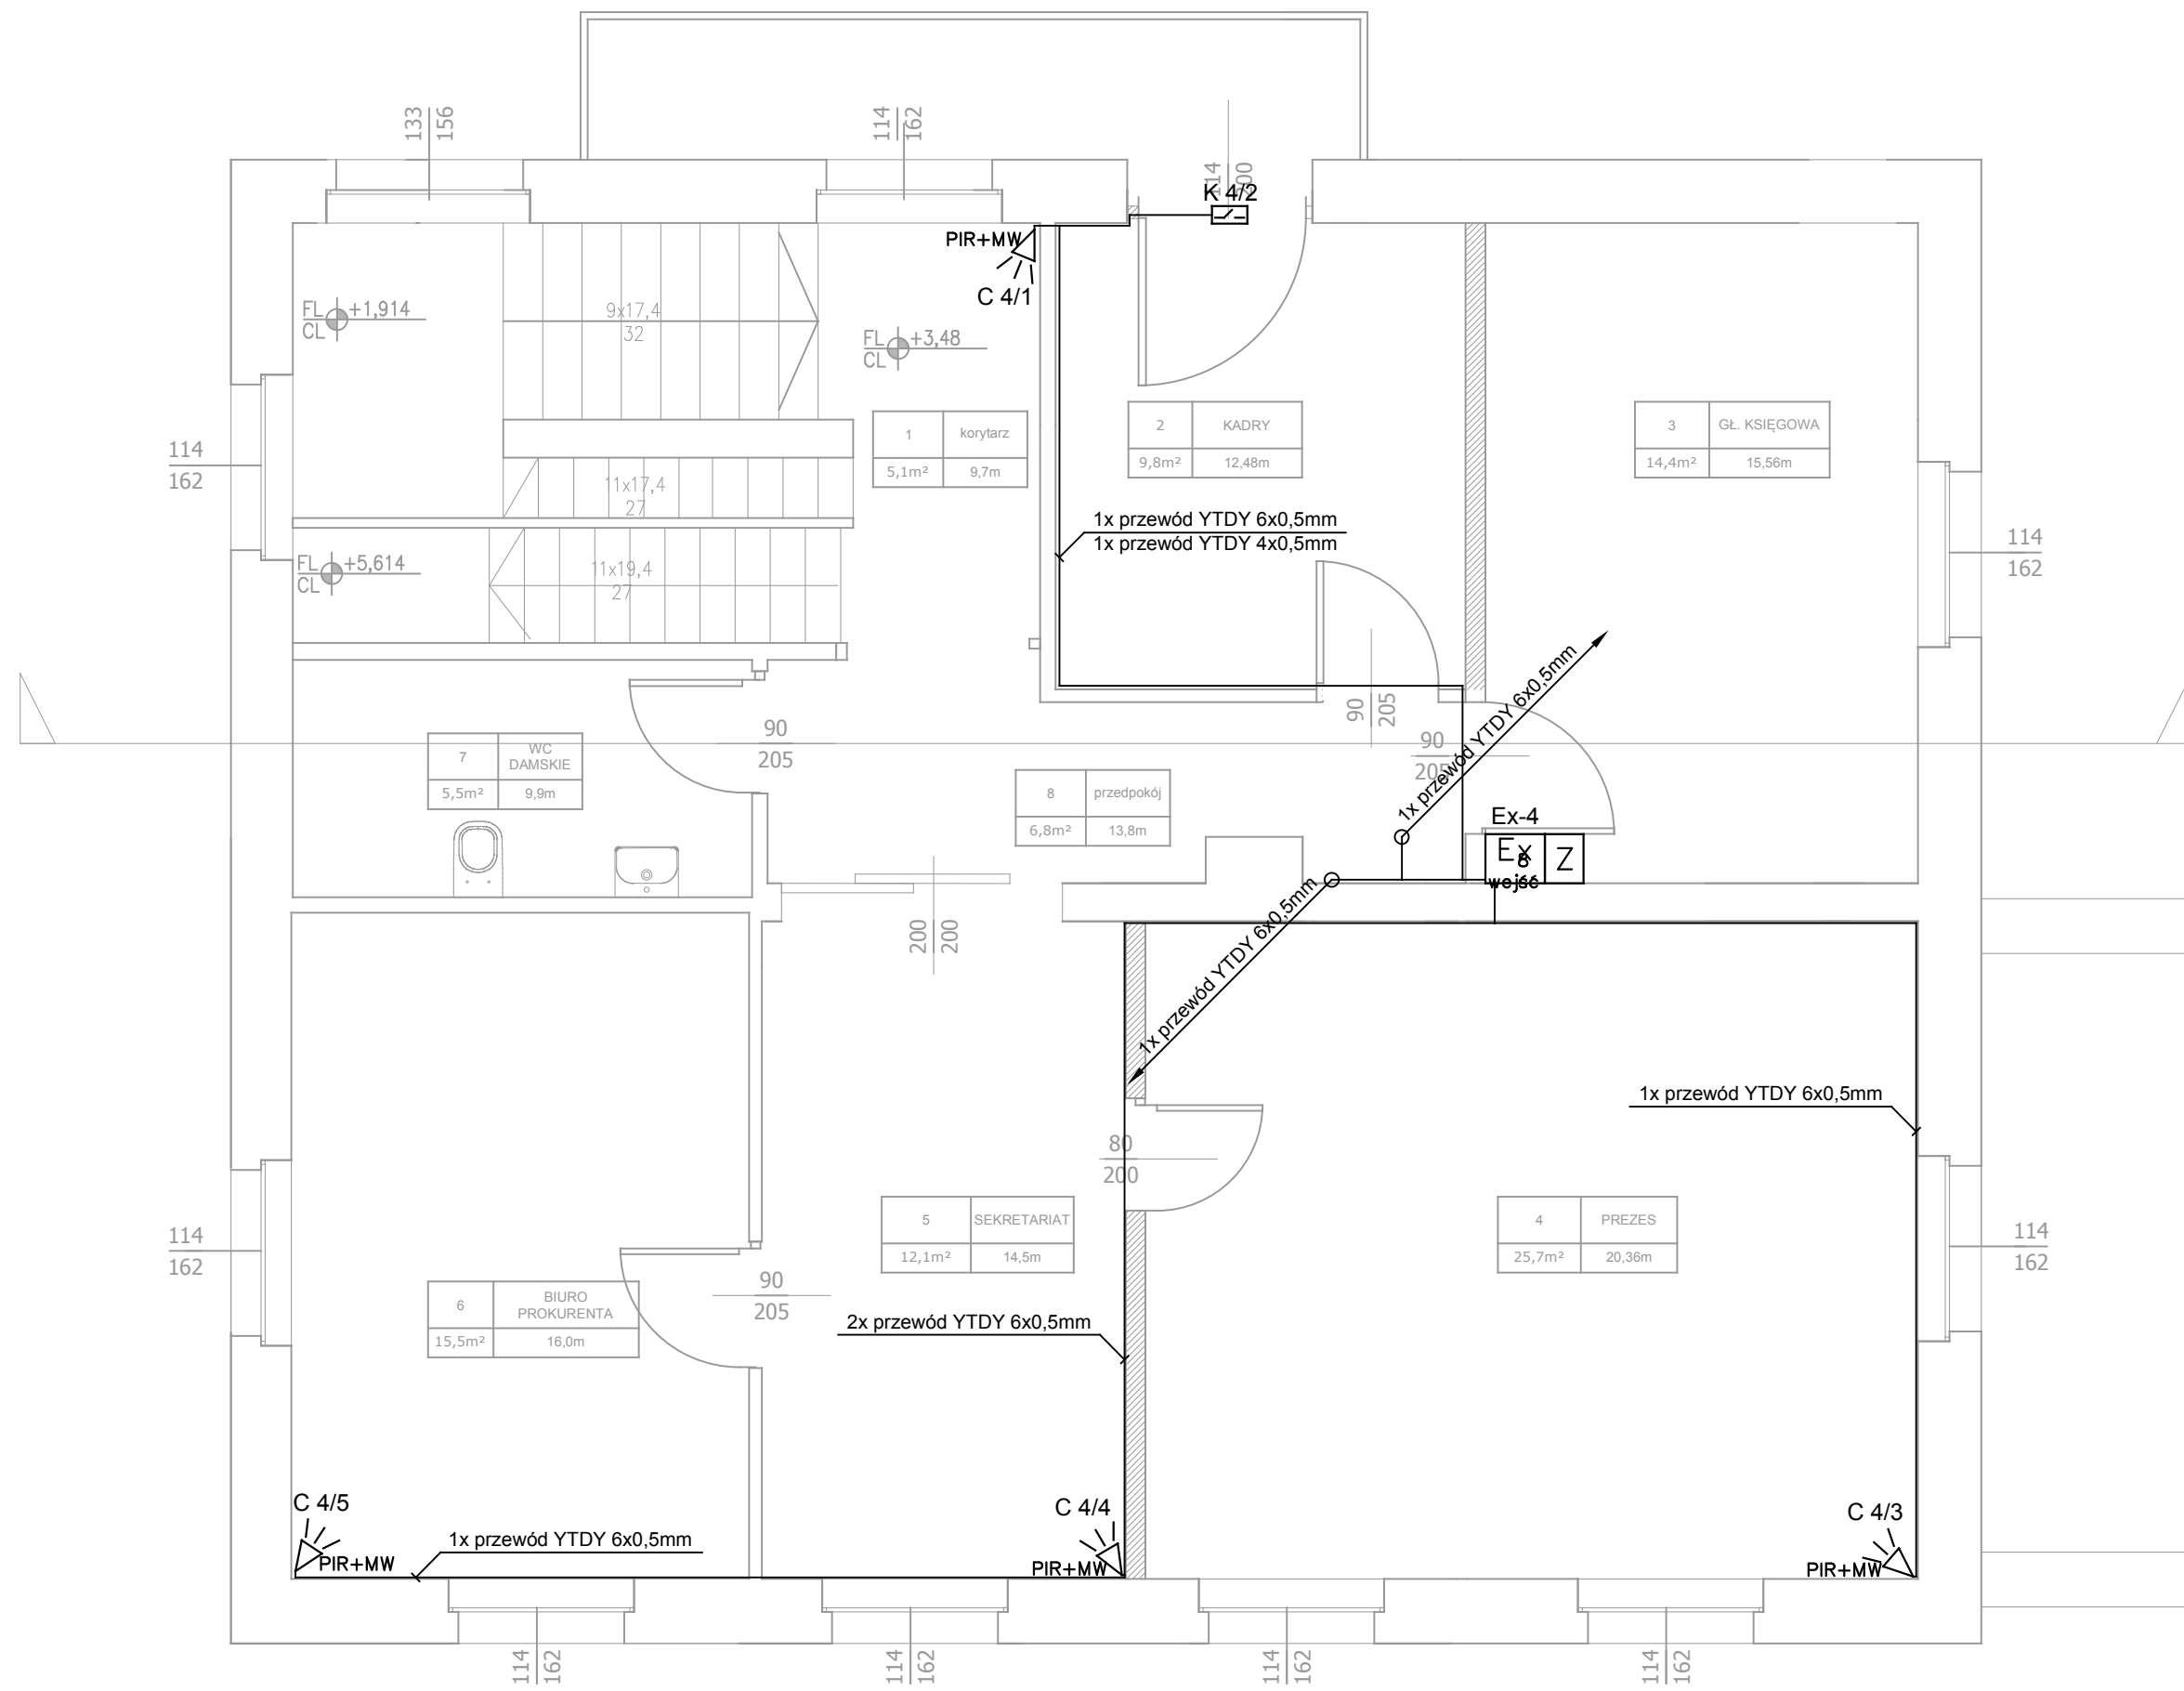 133
156
114
162
114
200
K 4/2
PIR+MW
C 4/1
FL +1,914
CL
9x17,4
32
FL +3,48
CL
1 korytarz
5,1m² 9,7m
2 KADRY
9,8m² 12,48m
3 GŁ. KSIĘGOWA
14,4m² 15,56m
114
162
11x17,4
27
1x przewód YTDY 6x0,5mm
1x przewód YTDY 4x0,5mm
114
162
FL +5,614
CL
11x19,4
27
1x przewód YTDY 6x0,5mm
90
205
90
205
90
205
7 WC
DAMSKIE
5,5m² 9,9m
8 przedpokój
6,8m² 13,8m
Ex-4
Ex
8
wejść
Z
200
200
1x przewód YTDY 6x0,5mm
1x przewód YTDY 6x0,5mm
80
200
5 SEKRETARIAT
12,1m² 14,5m
4 PREZES
25,7m² 20,36m
114
162
114
162
90
205
6 BIURO
PROKURENTA
15,5m² 16,0m
2x przewód YTDY 6x0,5mm
C 4/5
C 4/4
C 4/3
1x przewód YTDY 6x0,5mm
PIR+MW
PIR+MW
PIR+MW
114
162
114
162
114
162
114
162